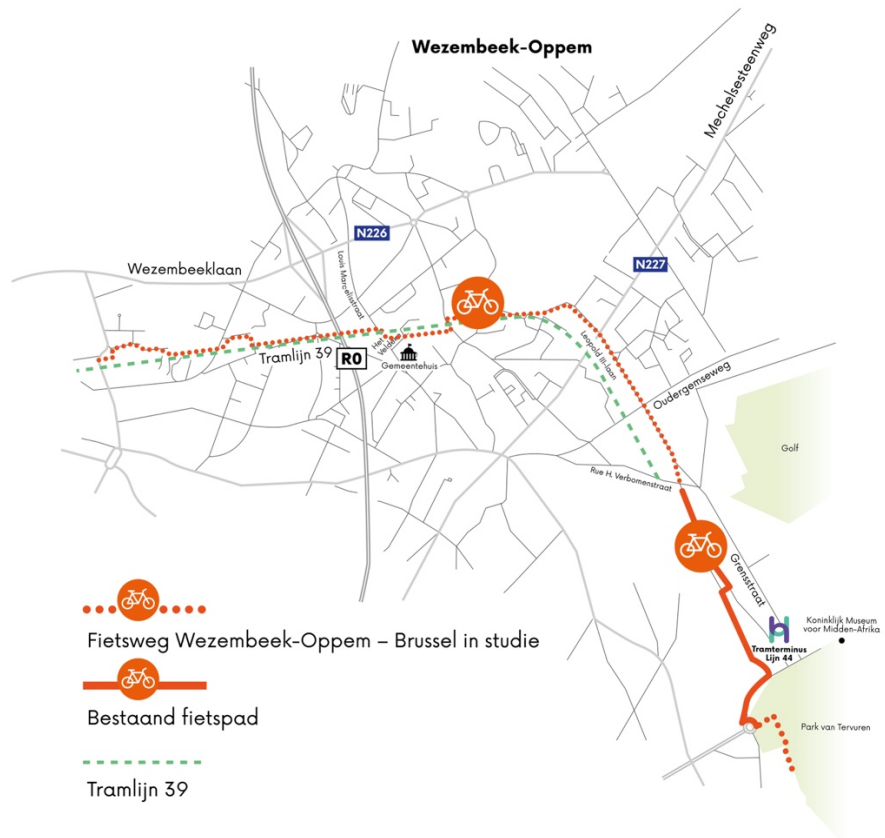 Wezembeek-Oppem
Mechelsesteenweg
N226
Louis Marcelisstraat
N227
Wezembeeklaan
Leopold III-laan
Het
Tramlijn 39
R0
Gemeentehuis
Oudergemseweg
Golf
Rue H. Verbomenstraat
Grensstraat
Koninklijk Museum
voor Midden-Afrika
Tramterminus
Lijn 44
Park van Tervuren
Fietsweg Wezembeek-Oppem – Brussel in studie
Bestaand fietspad
Tramlijn 39